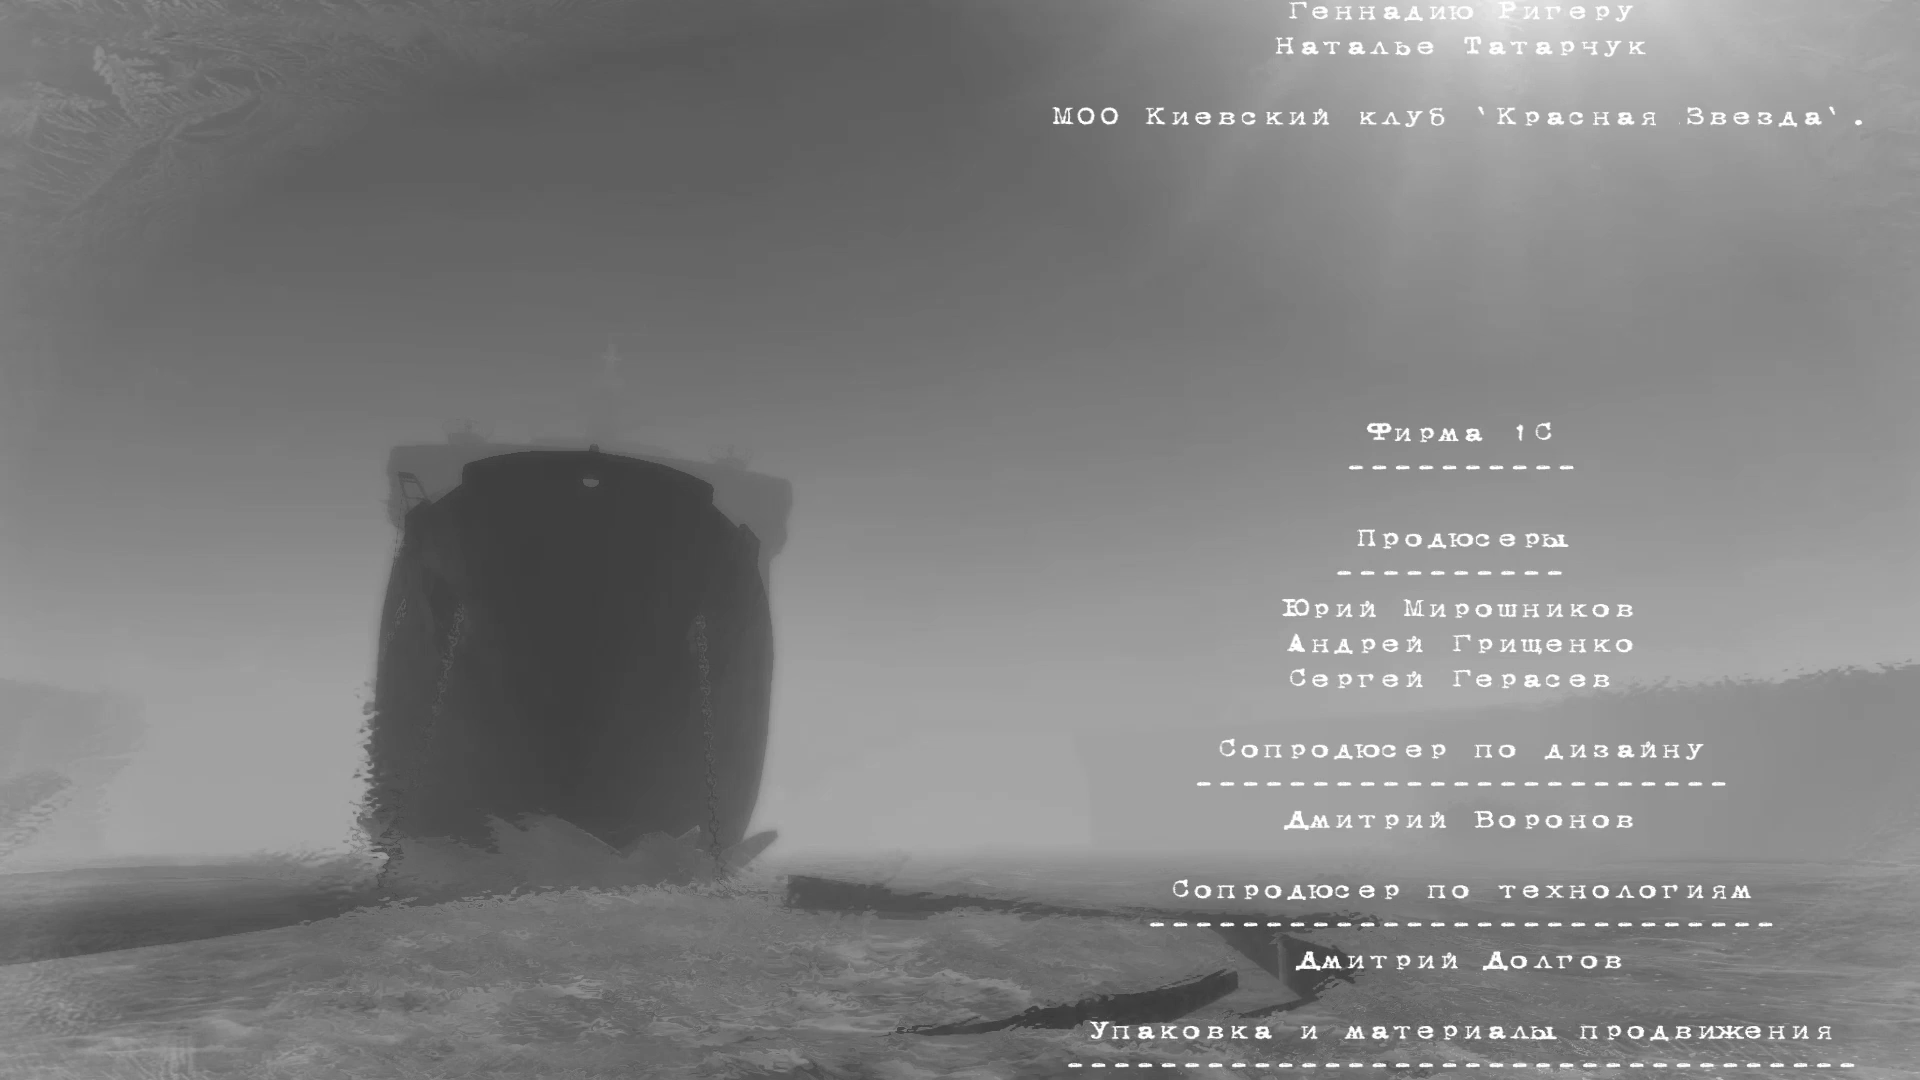 Геннадию Ригеру
Наталье Татарчук
МОО Киевский клуб `Красная Звезда`.
Фирма 1С
----------
Продюсеры
----------
Юрий Мирошников
Андрей Грищенко
Сергей Герасев
Сопродюсер по дизайну
-----------------------
Дмитрий Воронов
Сопродюсер по технологиям
---------------------------
Дмитрий Долгов
Упаковка и материалы продвижения
----------------------------------